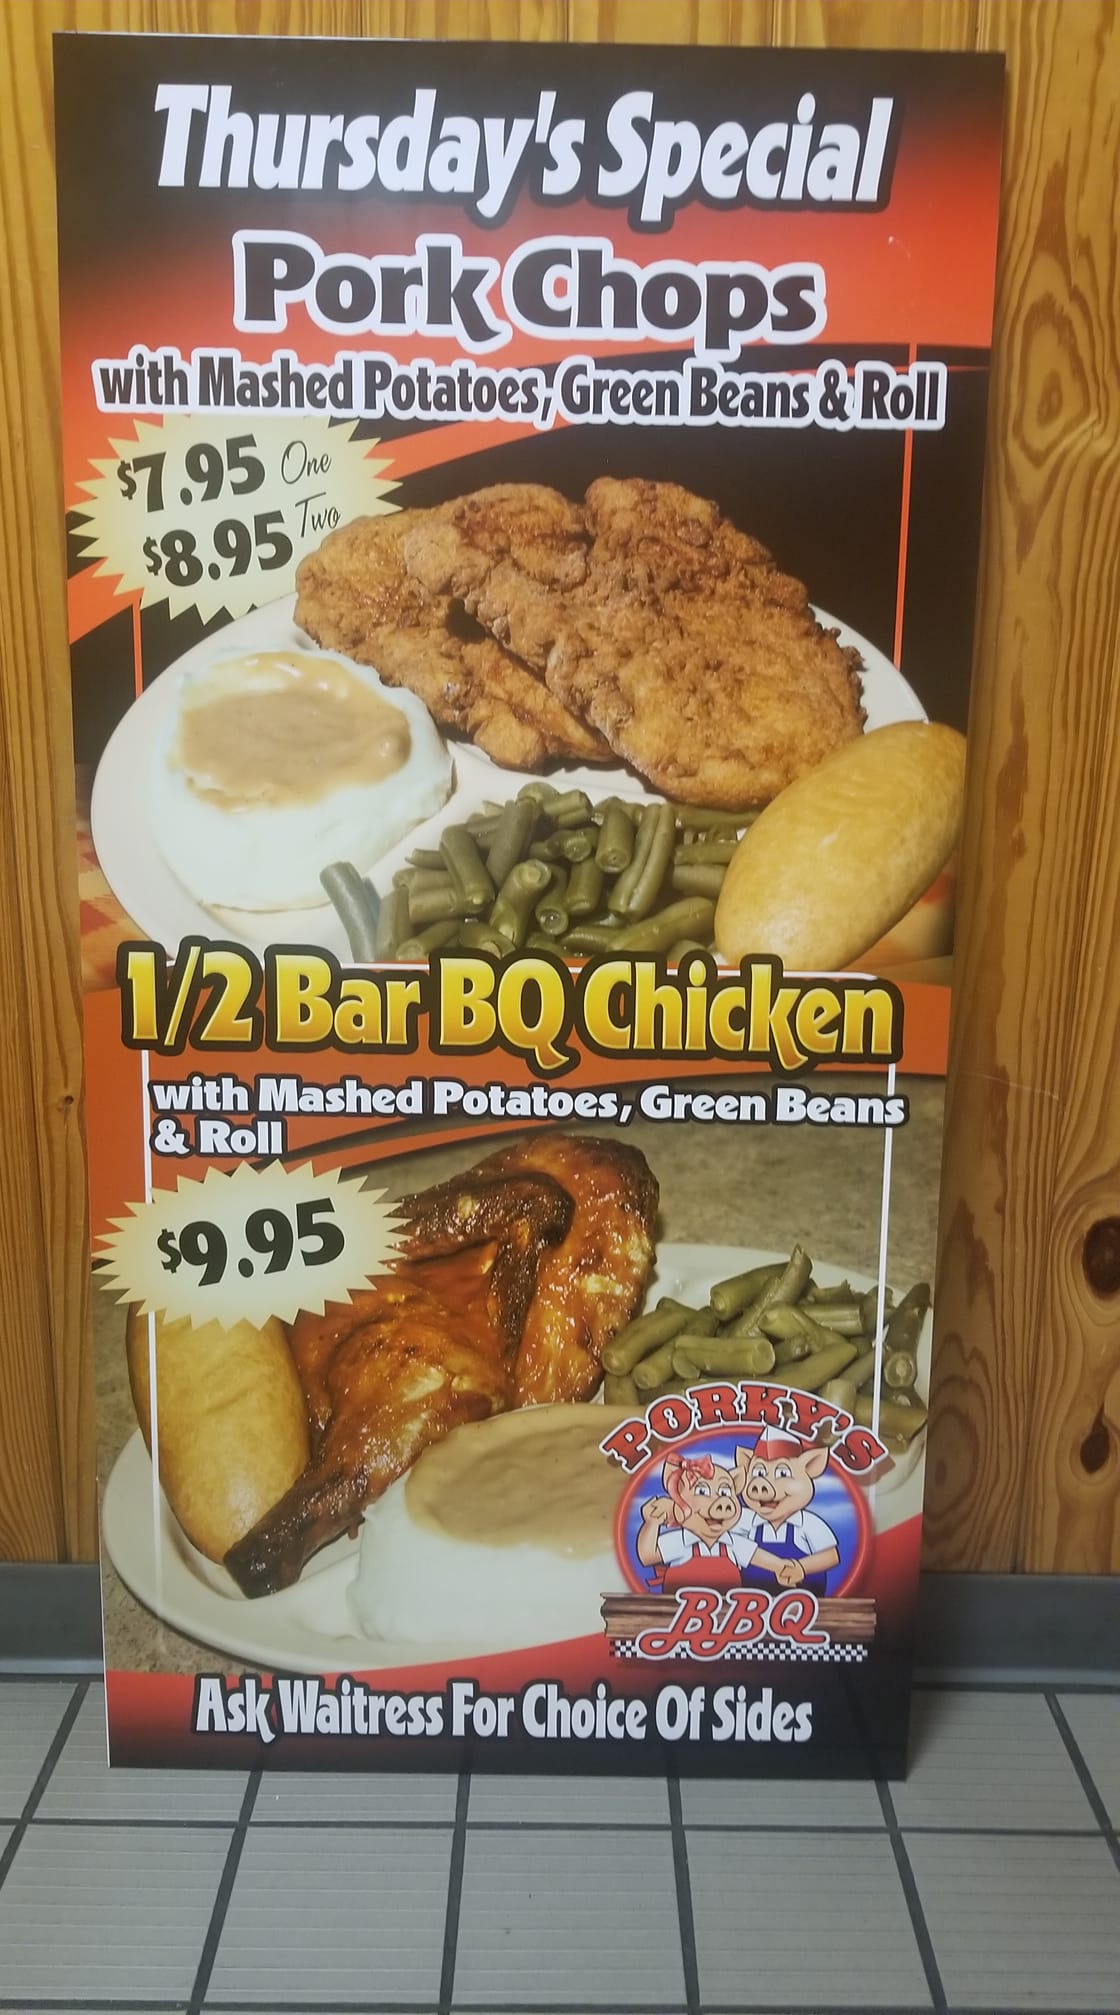 Thursday's Special
Pork Chops
with Mashed Potatoes, Green Beans & Roll
$7.95 One
$8.95 Two
1/2 Bar BQ Chicken
with Mashed Potatoes, Green Beans
& Roll
$9.95
PORKY'S
BBQ
Ask Waitress For Choice Of Sides